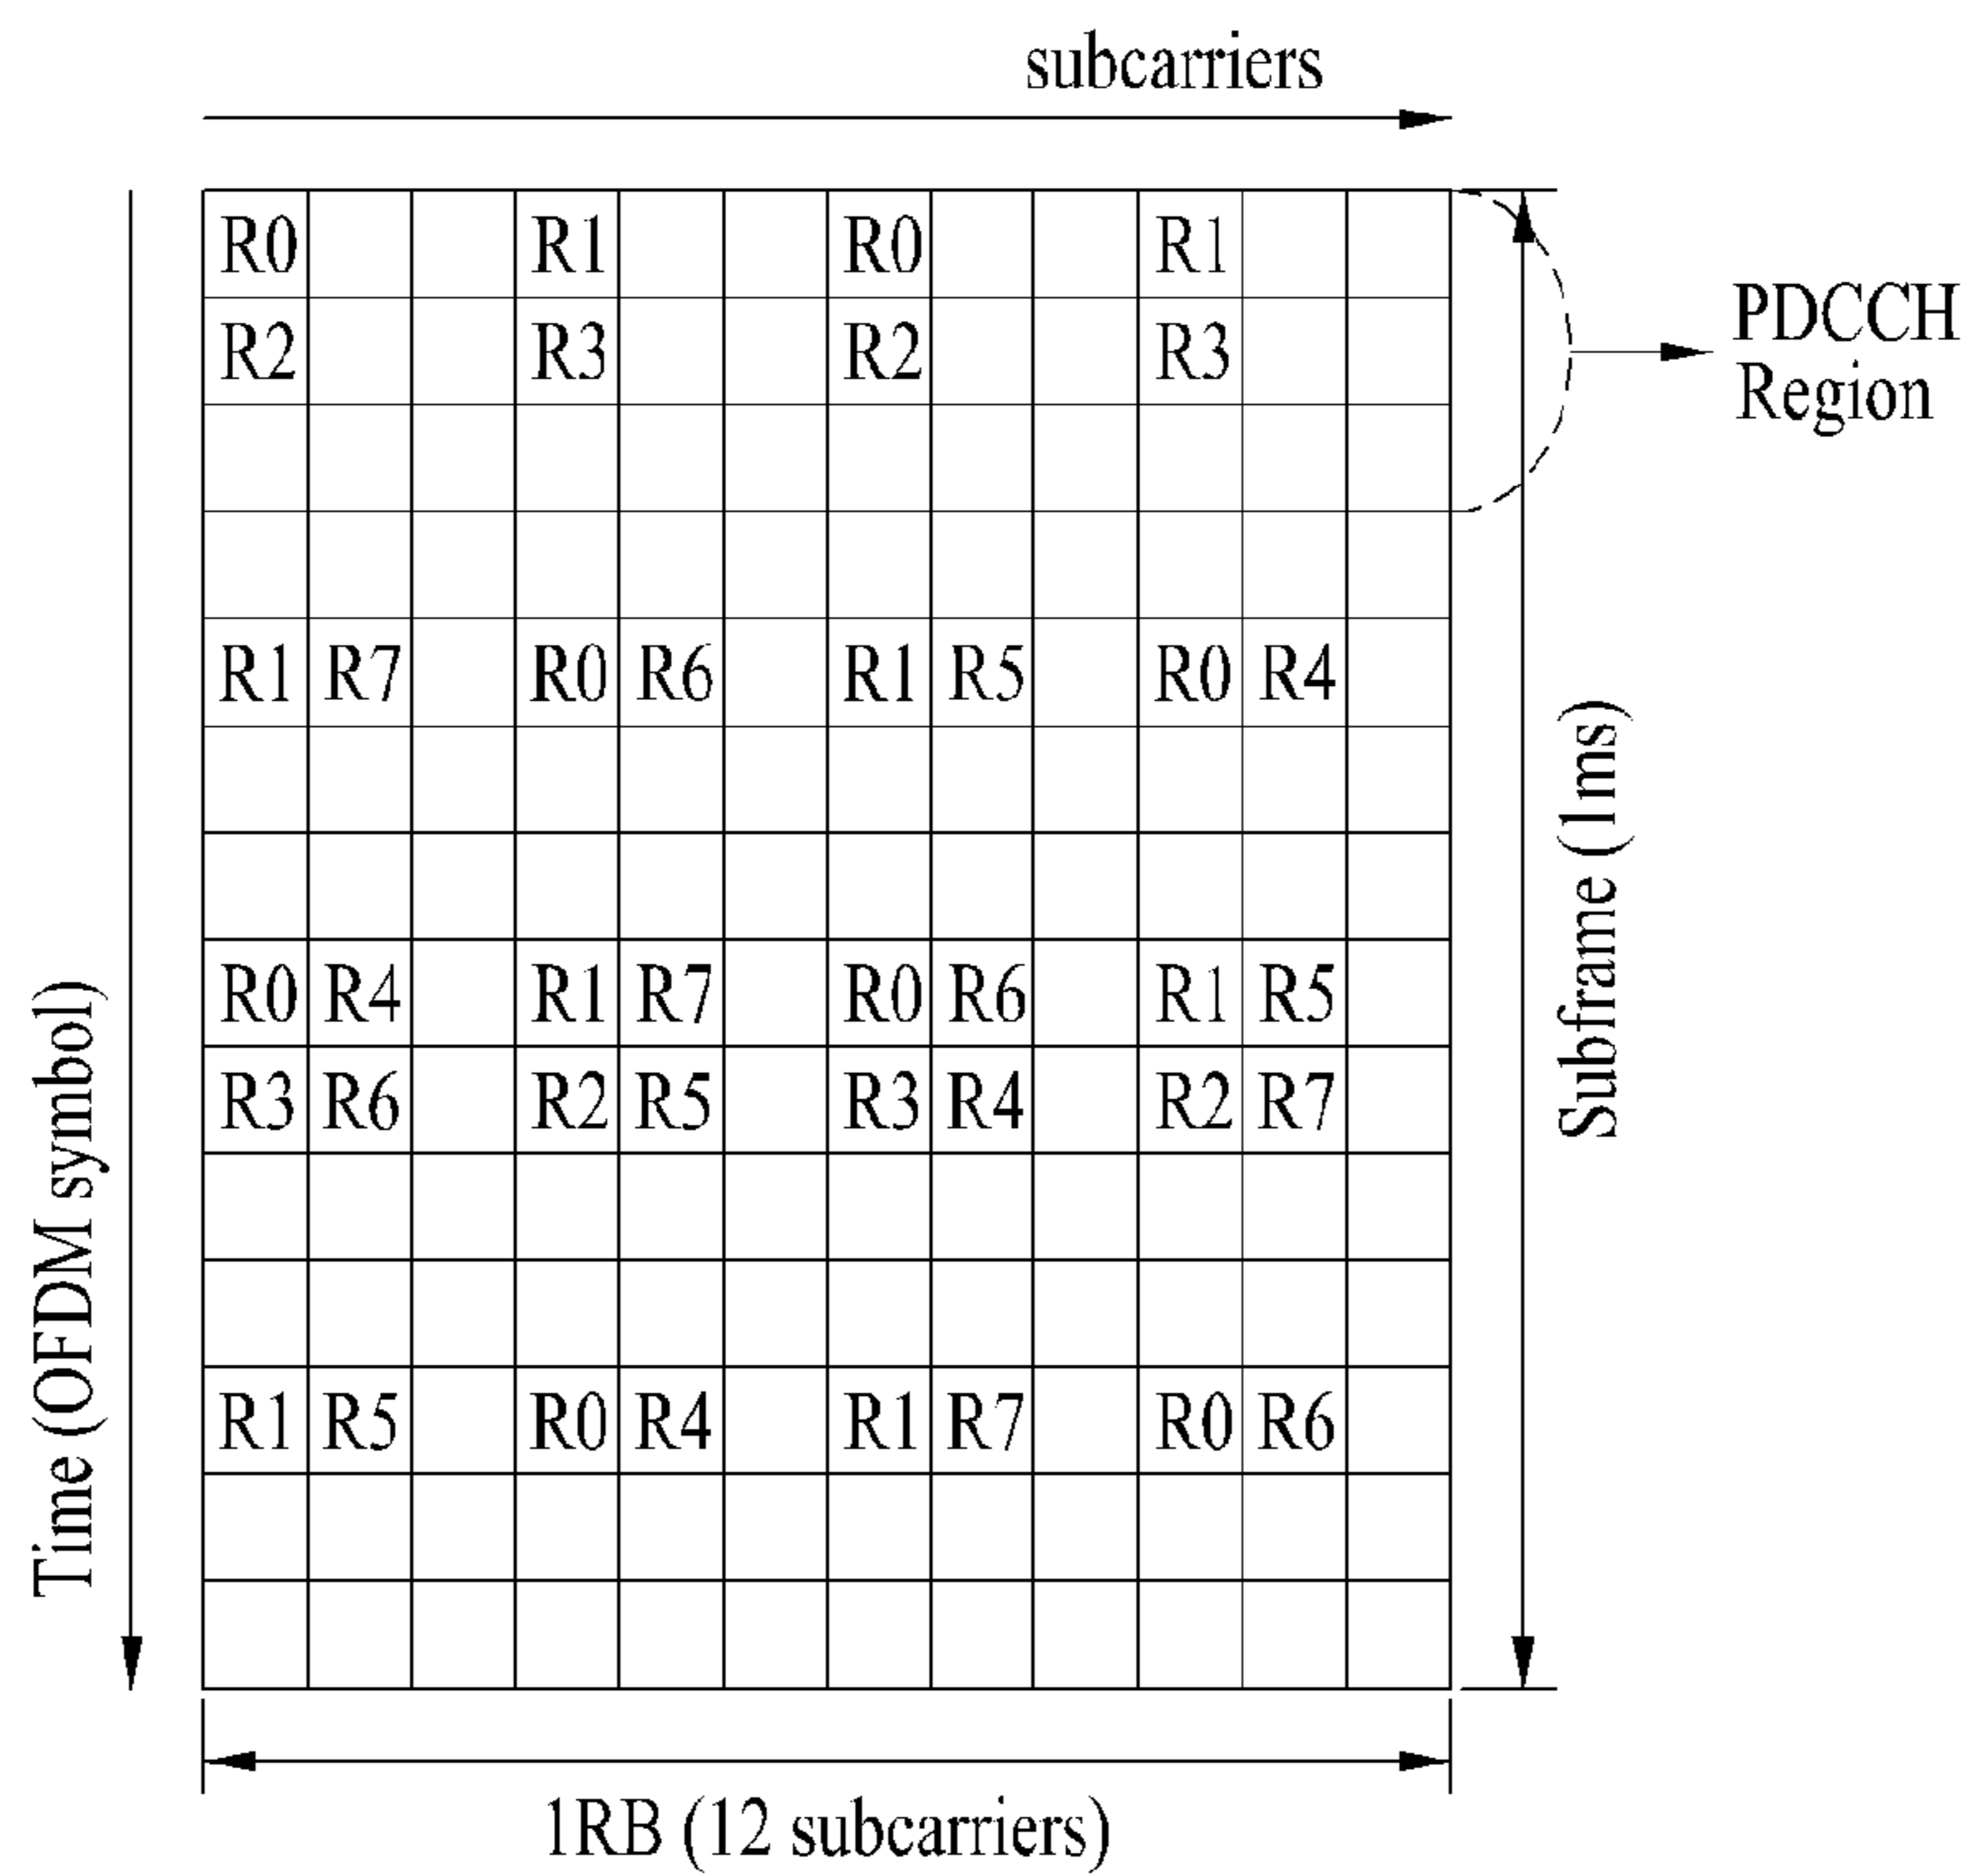 subcarriers
R0 R1 R0 R1
R2 R3 R2 R3
PDCCH
Region
R1 R7 R0 R6 R1 R5 R0 R4
R0 R4 R1 R7 R0 R6 R1 R5
R3 R6 R2 R5 R3 R4 R2 R7
R1 R5 R0 R4 R1 R7 R0 R6
Time (OFDM symbol)
Subframe (1ms)
1RB (12 subcarriers)